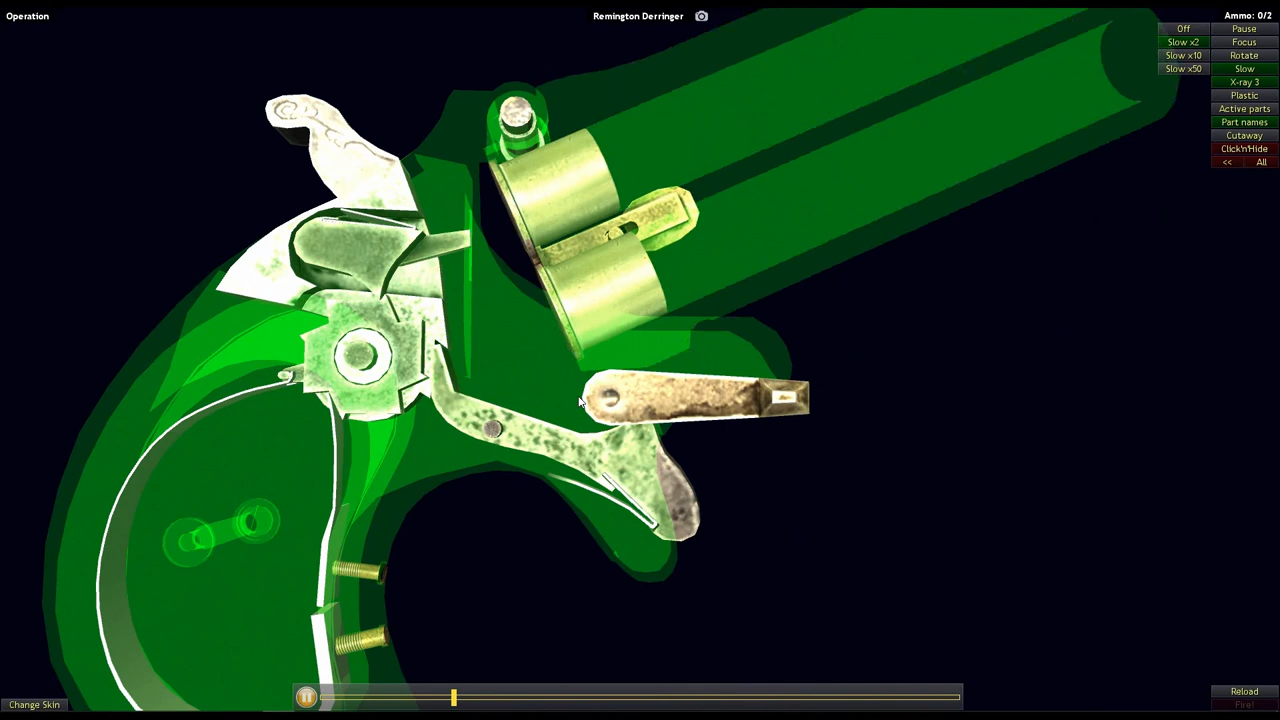 Operation
Remington Derringer
Ammo: 0/2
Off
Pause
Slow x2
Focus
Slow x10
Rotate
Slow x50
Slow
X-ray 3
Plastic
Active parts
Part names
Cutaway
Click'n'Hide
<< All
Change Skin
Reload
Fire!